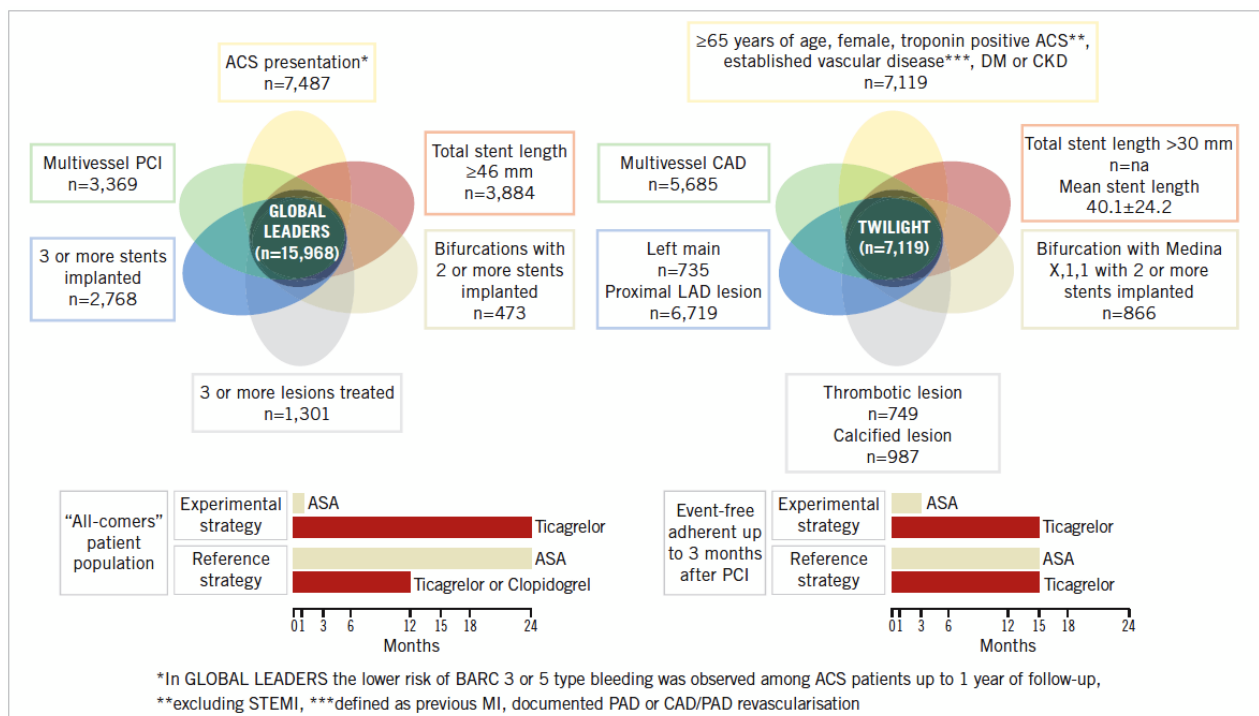 ACS presentation*
n=7,487
Multivessel PCI
n=3,369
Total stent length
≥46 mm
n=3,884
GLOBAL
LEADERS
(n=15,968)
3 or more stents
implanted
n=2,768
Bifurcations with
2 or more stents
implanted
n=473
3 or more lesions treated
n=1,301
≥65 years of age, female, troponin positive ACS**,
established vascular disease***, DM or CKD
n=7,119
Multivessel CAD
n=5,685
Total stent length >30 mm
n=na
Mean stent length
40.1±24.2
TWILIGHT
(n=7,119)
Left main
n=735
Proximal LAD lesion
n=6,719
Bifurcation with Medina
X,1,1 with 2 or more
stents implanted
n=866
Thrombotic lesion
n=749
Calcified lesion
n=987
“All-comers”
patient
population
Experimental
strategy
ASA
Ticagrelor
Reference
strategy
ASA
Ticagrelor or Clopidogrel
0 1 3 6 12 15 18 24
Months
Event-free
adherent up
to 3 months
after PCI
Experimental
strategy
ASA
Ticagrelor
Reference
strategy
ASA
Ticagrelor
0 1 3 6 12 15 18 24
Months
*In GLOBAL LEADERS the lower risk of BARC 3 or 5 type bleeding was observed among ACS patients up to 1 year of follow-up,
**excluding STEMI, ***defined as previous MI, documented PAD or CAD/PAD revascularisation